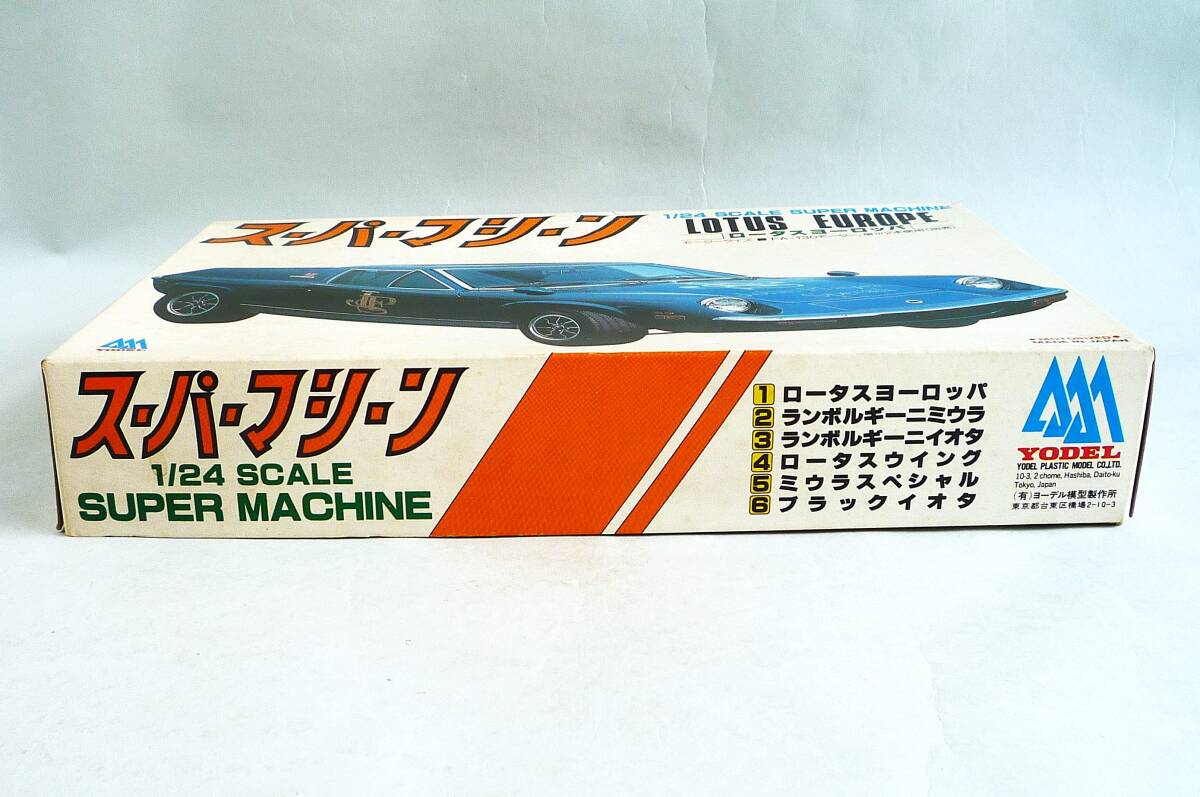 スーパーマシーン
1/24 SCALE SUPER MACHINE
LOTUS EUROPE
ロータスヨーロッパ
JPS
YODEL
●MOTORIZED●
MADE IN JAPAN
スーパーマシーン
1/24 SCALE
SUPER MACHINE
1 ロータスヨーロッパ
2 ランボルギーニミウラ
3 ランボルギーニイオタ
4 ロータスウイング
5 ミウラスペシャル
6 ブラックイオタ
YODEL
YODEL PLASTIC MODEL CO.,LTD.
10-3, 2 chome, Hashiba, Daito-ku
Tokyo, Japan
(有)ヨーデル模型製作所
東京都台東区橋場2-10-3